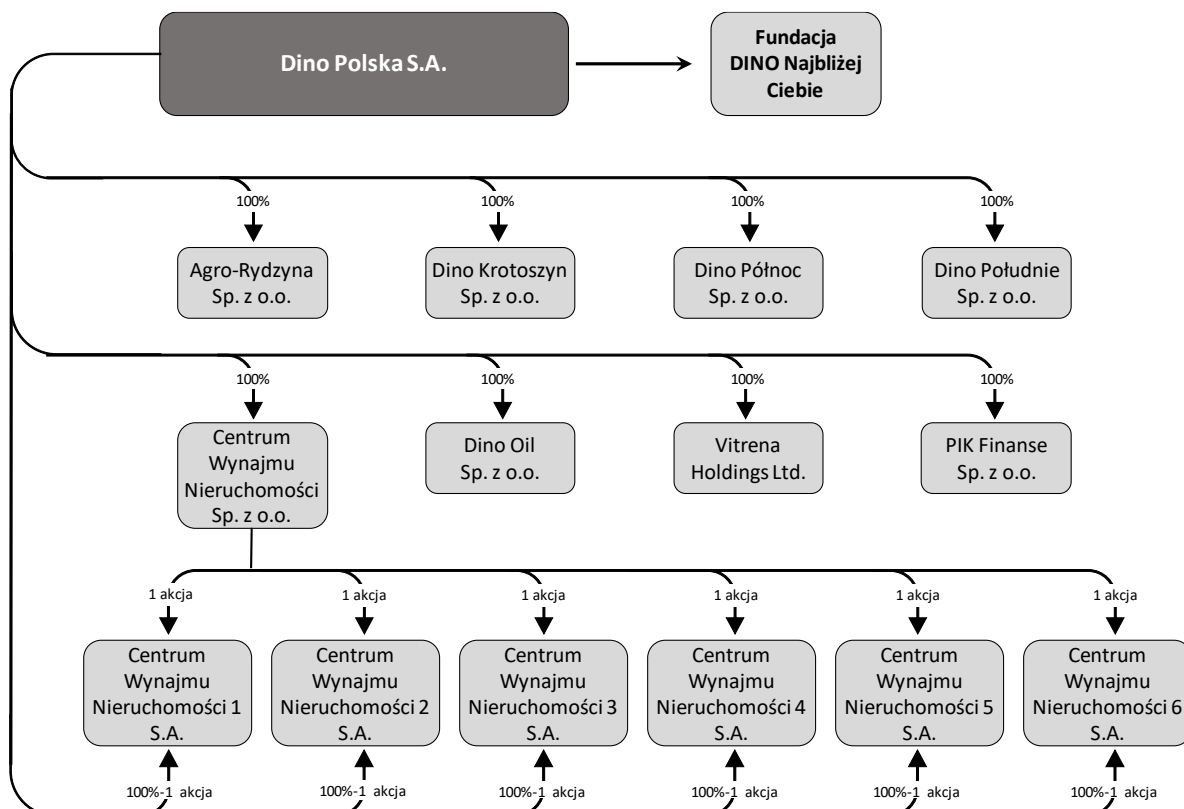 Dino Polska S.A.
Fundacja
DINO Najbliżej
Ciebie
100%
100%
100%
100%
Agro-Rydzyna
Sp. z o.o.
Dino Krotoszyn
Sp. z o.o.
Dino Północ
Sp. z o.o.
Dino Południe
Sp. z o.o.
100%
100%
100%
100%
Centrum
Wynajmu
Nieruchomości
Sp. z o.o.
Dino Oil
Sp. z o.o.
Vitrena
Holdings Ltd.
PIK Finanse
Sp. z o.o.
1 akcja
1 akcja
1 akcja
1 akcja
1 akcja
1 akcja
Centrum
Wynajmu
Nieruchomości 1
S.A.
Centrum
Wynajmu
Nieruchomości 2
S.A.
Centrum
Wynajmu
Nieruchomości 3
S.A.
Centrum
Wynajmu
Nieruchomości 4
S.A.
Centrum
Wynajmu
Nieruchomości 5
S.A.
Centrum
Wynajmu
Nieruchomości 6
S.A.
100%-1 akcja
100%-1 akcja
100%-1 akcja
100%-1 akcja
100%-1 akcja
100%-1 akcja